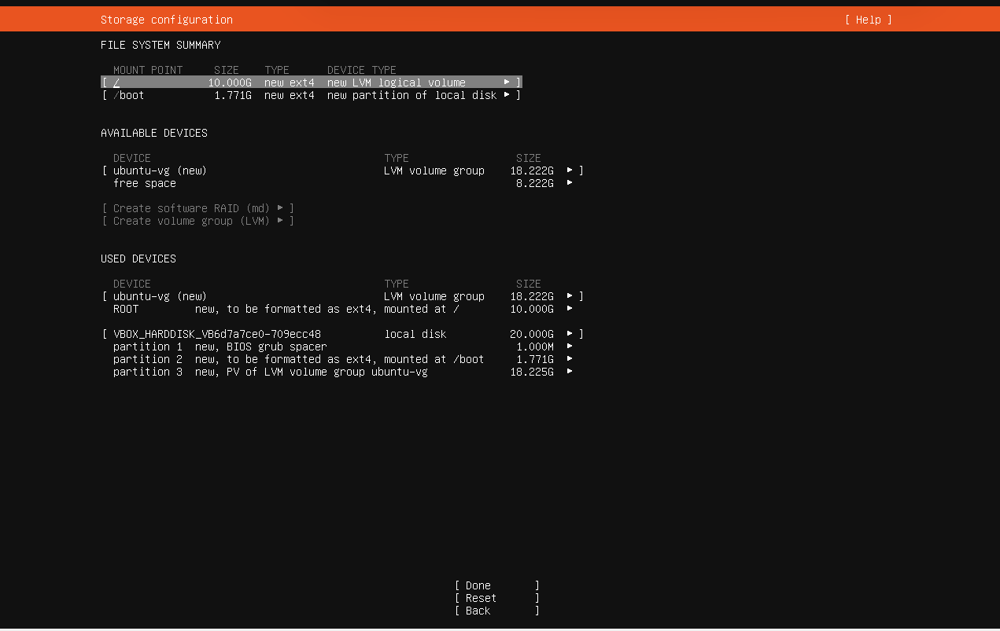 Storage configuration [ Help ]
FILE SYSTEM SUMMARY
MOUNT POINT SIZE TYPE DEVICE TYPE
[ / 10.000G new ext4 new LVM logical volume ▸ ]
[ /boot 1.771G new ext4 new partition of local disk ▸ ]
AVAILABLE DEVICES
DEVICE TYPE SIZE
[ ubuntu-vg (new) LVM volume group 18.222G ▸ ]
free space 8.222G ▸
[ Create software RAID (md) ▸ ]
[ Create volume group (LVM) ▸ ]
USED DEVICES
DEVICE TYPE SIZE
[ ubuntu-vg (new) LVM volume group 18.222G ▸ ]
ROOT new, to be formatted as ext4, mounted at / 10.000G ▸
[ VBOX_HARDDISK_VB6d7a7ce0-709ecc48 local disk 20.000G ▸ ]
partition 1 new, BIOS grub spacer 1.000M ▸
partition 2 new, to be formatted as ext4, mounted at /boot 1.771G ▸
partition 3 new, PV of LVM volume group ubuntu-vg 18.225G ▸
[ Done ]
[ Reset ]
[ Back ]